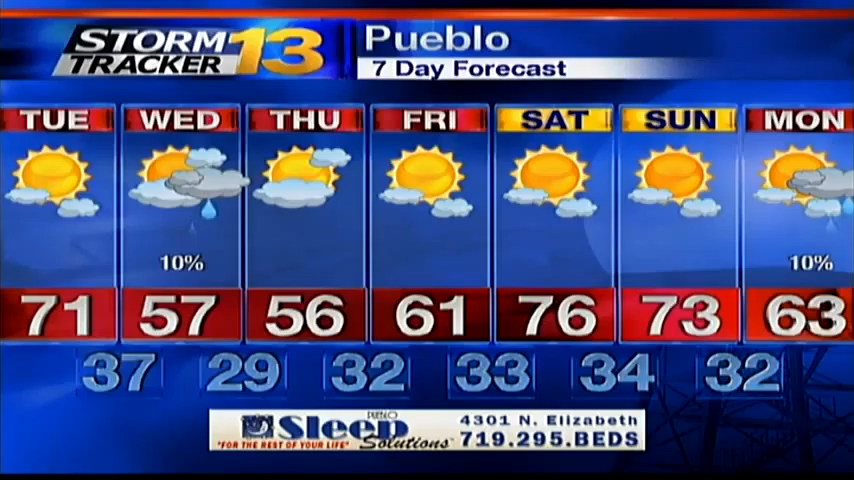 STORM TRACKER 13
Pueblo
7 Day Forecast
TUE WED THU FRI SAT SUN MON
10% 10%
71 57 56 61 76 73 63
37 29 32 33 34 32
PUEBLO
Sleep Solutions
"FOR THE REST OF YOUR LIFE"
4301 N. Elizabeth
719.295.BEDS